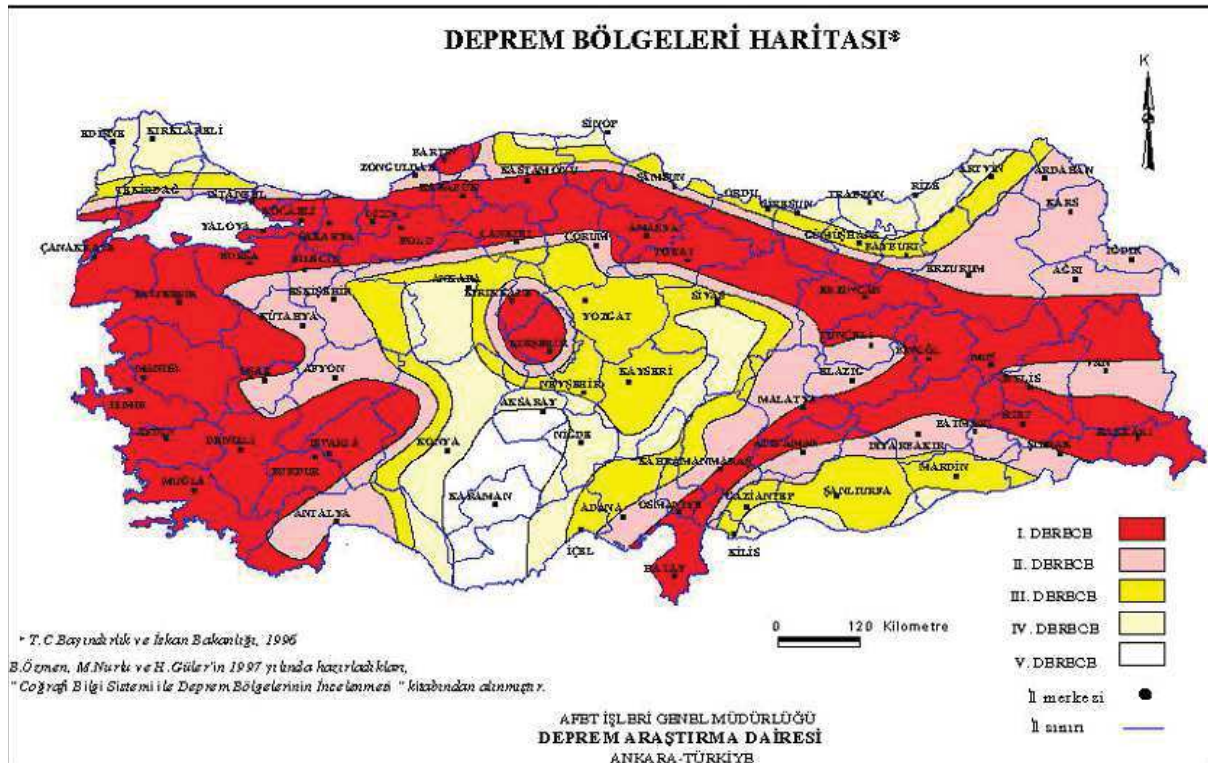 DEPREM BÖLGELERİ HARİTASI*
K
SİNOP
EDİRNE
KIRKLARELİ
BARTIN
ZONGULDAK
KASTAMONU
SAMSUN
ARTVİN
ARDAHAN
TEKİRDAĞ
İSTANBUL
KARABÜK
ORDU
GİRESUN
TRABZON
RİZE
KARS
KOCAELİ
YALOVA
SAKARYA
BOLU
ÇANKIRI
ÇORUM
AMASYA
TOKAT
GÜMÜŞHANE
BAYBURT
ÇANAKKALE
BURSA
BİLECİK
ERZURUM
AĞRI
IĞDIR
ANKARA
ESKİŞEHİR
BALIKESİR
KIRIKKALE
YOZGAT
SİVAS
ERZİNCAN
KÜTAHYA
KIRŞEHİR
TUNCELİ
BİNGÖL
MUŞ
MANİSA
UŞAK
AFYON
NEVŞEHİR
KAYSERİ
ELAZIĞ
BİTLİS
VAN
İZMİR
AKSARAY
MALATYA
SİİRT
AYDIN
DENİZLİ
ISPARTA
BURDUR
KONYA
NİĞDE
KAHRAMANMARAŞ
ADIYAMAN
DİYARBAKIR
BATMAN
ŞIRNAK
HAKKARİ
MUĞLA
ANTALYA
KARAMAN
ADANA
OSMANİYE
GAZİANTEP
ŞANLIURFA
MARDİN
İÇEL
KİLİS
HATAY
I. DERECE
II. DERECE
III. DERECE
IV. DERECE
V. DERECE
İl merkezi
İl sınırı
0 120 Kilometre
* T.C.Bayındırlık ve İskan Bakanlığı, 1996
B.Özmen, M.Nurlu ve H.Güler'in 1997 yılında hazırladıkları,
" Coğrafi Bilgi Sistemi ile Deprem Bölgelerinin İncelenmesi " kitabından alınmıştır.
AFET İŞLERİ GENEL MÜDÜRLÜĞÜ
DEPREM ARAŞTIRMA DAİRESİ
ANKARA-TÜRKİYE